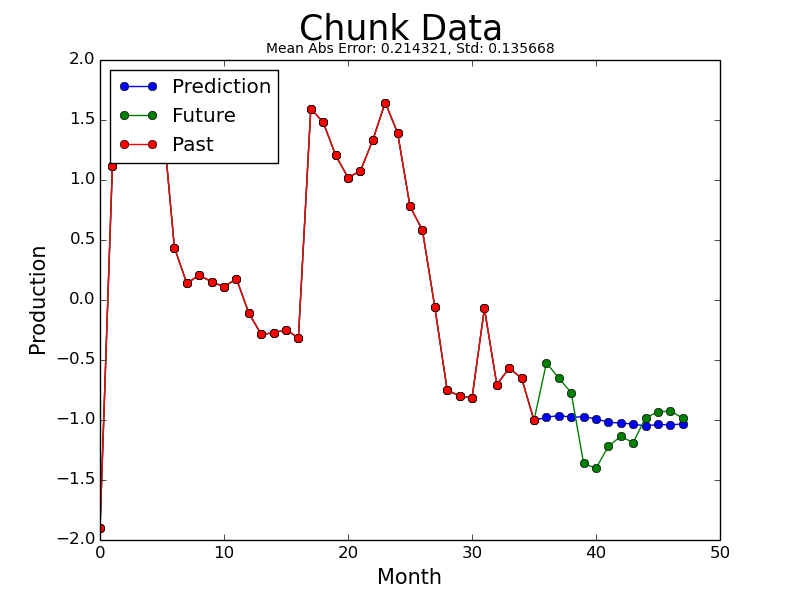 Chunk Data
Mean Abs Error: 0.214321, Std: 0.135668
2.0
1.5
1.0
0.5
0.0
−0.5
−1.0
−1.5
−2.0
Production
Prediction
Future
Past
0 10 20 30 40 50
Month